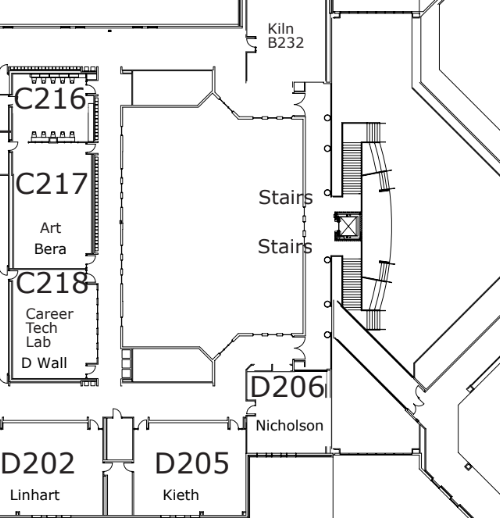 Kiln
B232
C216
C217
Art
Bera
Stairs
Stairs
C218
Career
Tech
Lab
D Wall
D206
Nicholson
D202
Linhart
D205
Kieth